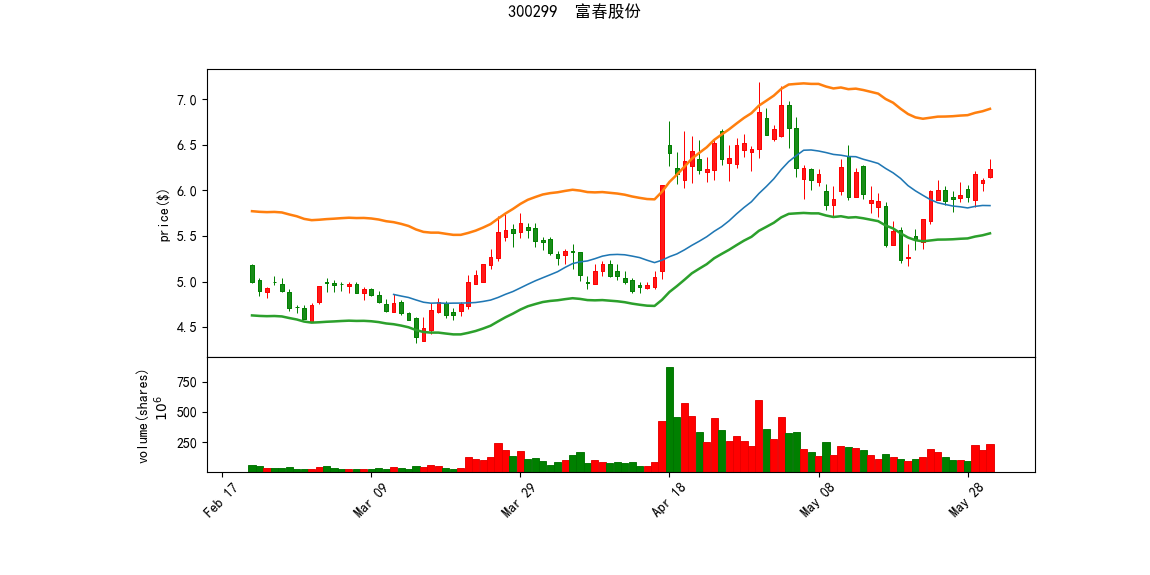 300299 富春股份
price($)
7.0
6.5
6.0
5.5
5.0
4.5
volume(shares)
10^6
750
500
250
Feb 17
Mar 09
Mar 29
Apr 18
May 08
May 28